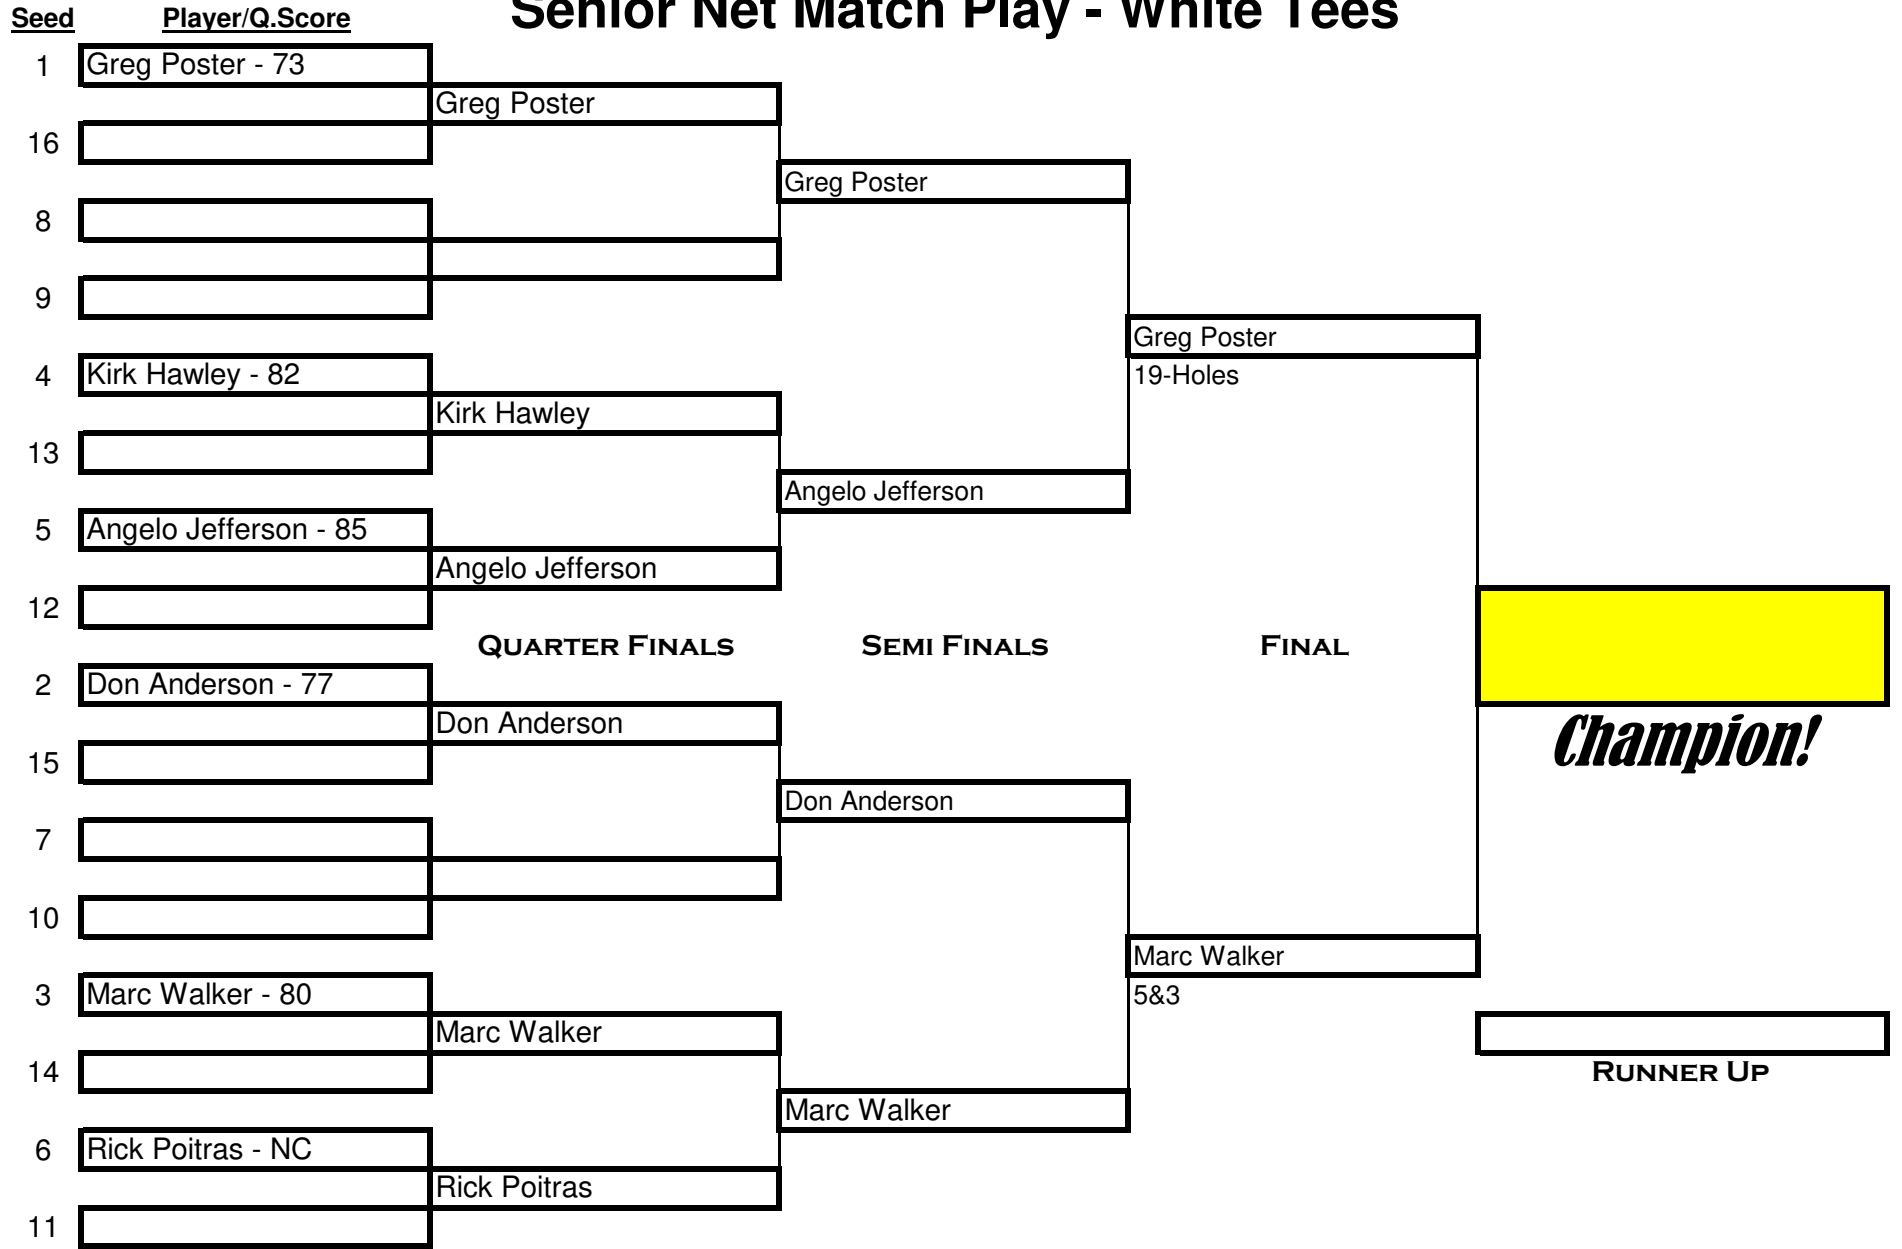 Senior Net Match Play - White Tees
Seed Player/Q.Score
1 Greg Poster - 73
Greg Poster
16
Greg Poster
8
9
Greg Poster
4 Kirk Hawley - 82
19-Holes
Kirk Hawley
13
Angelo Jefferson
5 Angelo Jefferson - 85
Angelo Jefferson
12
QUARTER FINALS SEMI FINALS FINAL
2 Don Anderson - 77
Don Anderson
Champion!
15
Don Anderson
7
10
Marc Walker
3 Marc Walker - 80
5&3
Marc Walker
14
RUNNER UP
Marc Walker
6 Rick Poitras - NC
Rick Poitras
11